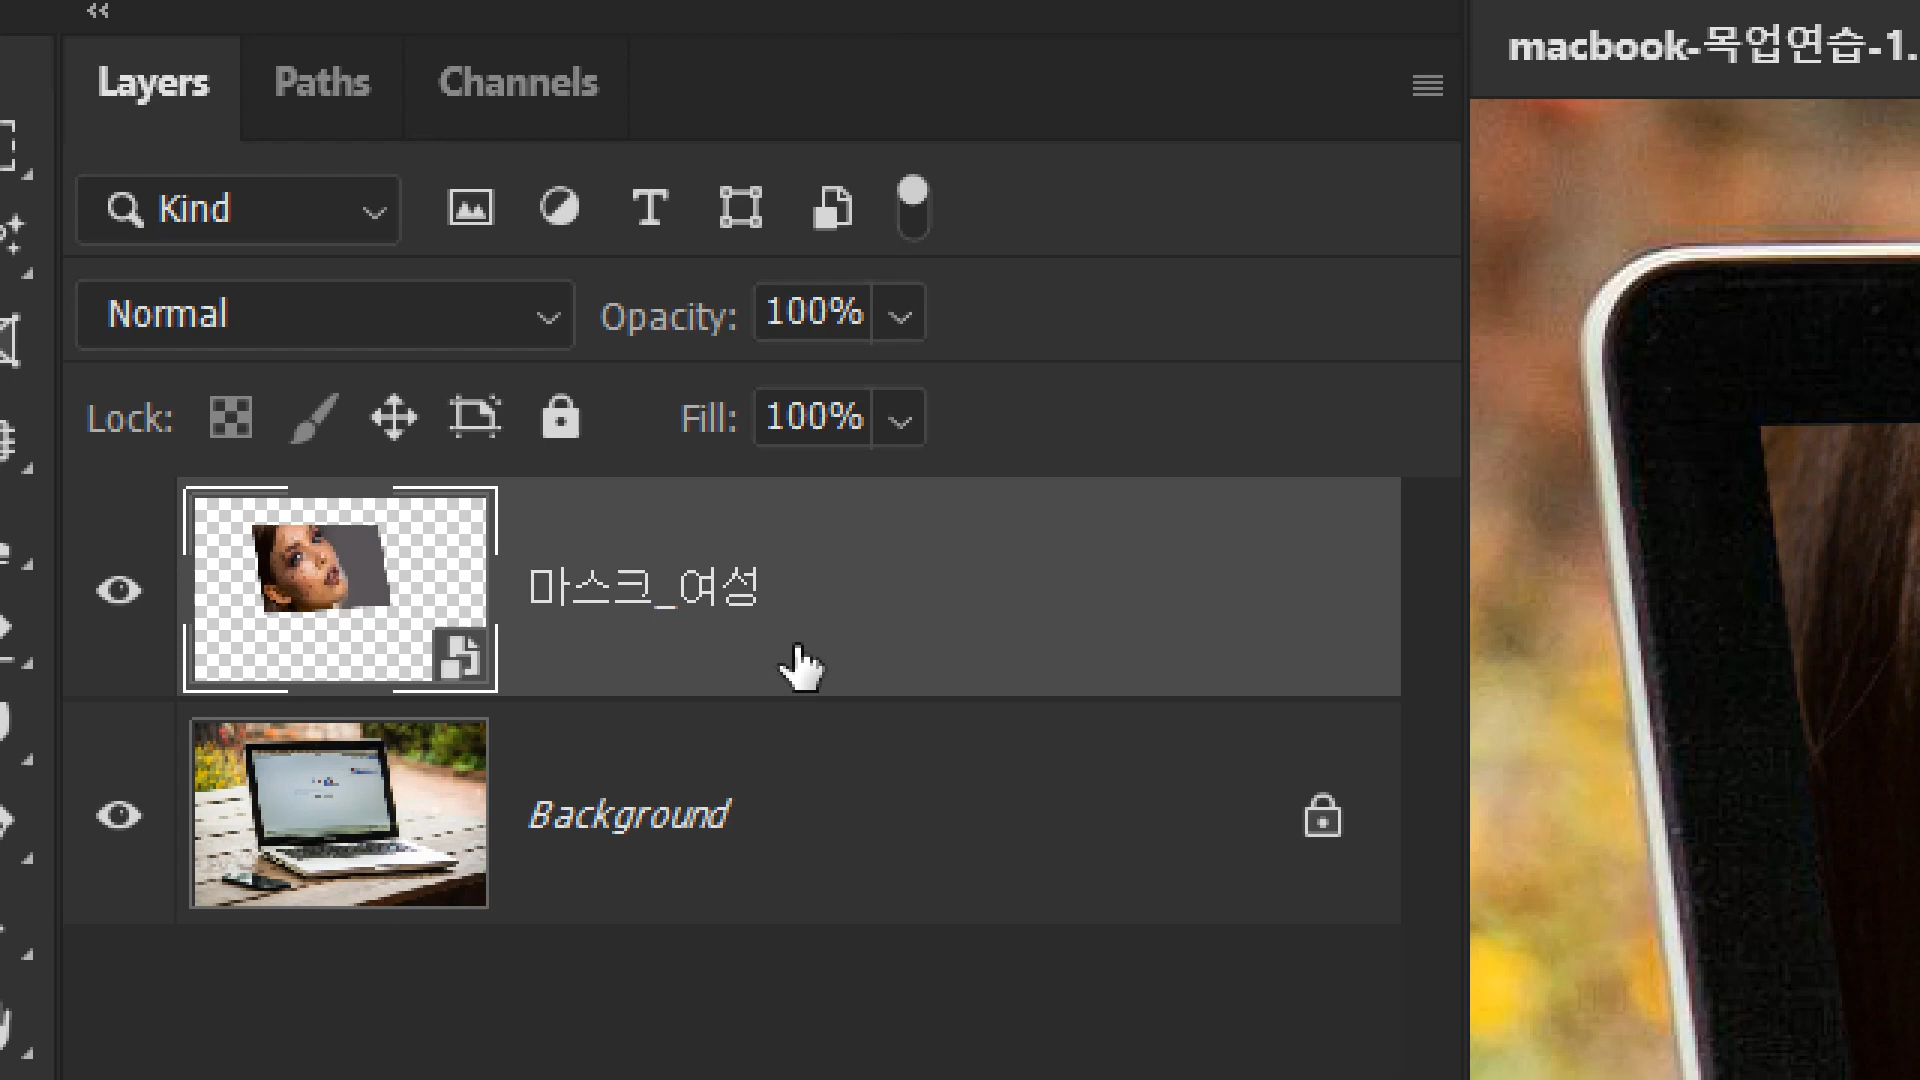 macbook-목업연습-1.
Layers Paths Channels
Kind
Normal Opacity: 100%
Lock: Fill: 100%
마스크_여성
Background